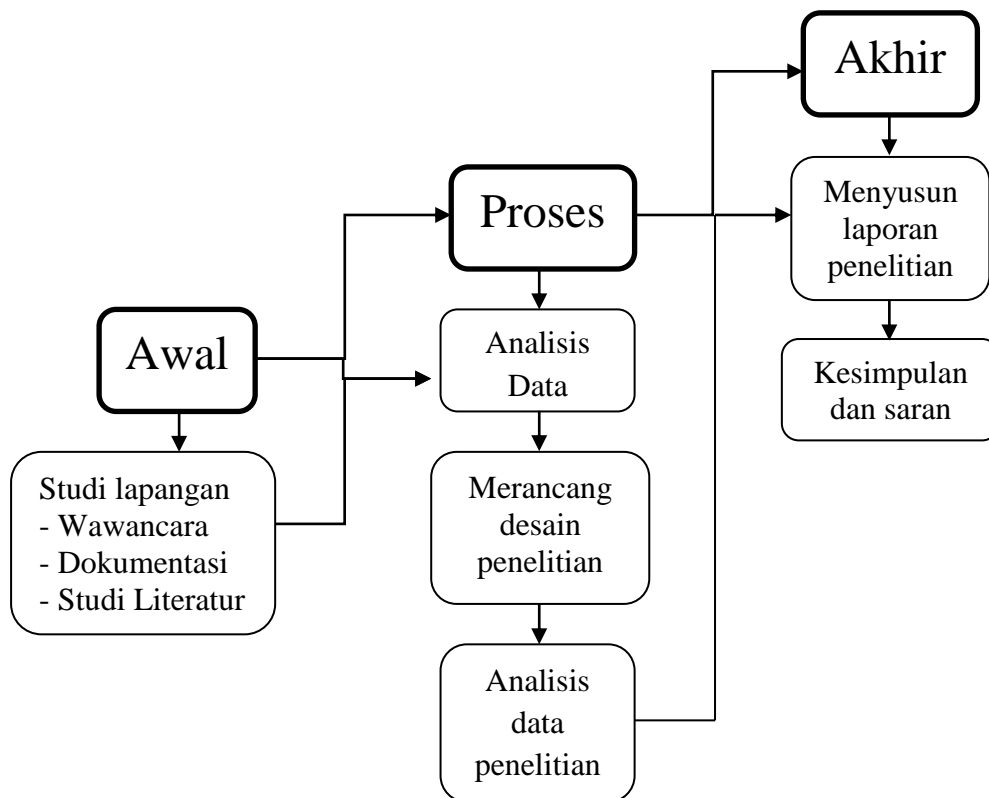 Awal
Studi lapangan
- Wawancara
- Dokumentasi
- Studi Literatur
Proses
Analisis
Data
Merancang
desain
penelitian
Analisis
data
penelitian
Akhir
Menyusun
laporan
penelitian
Kesimpulan
dan saran